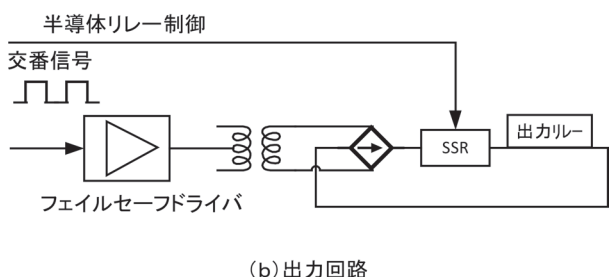 半導体リレー制御
交番信号
出力リレー
SSR
フェイルセーフドライバ
(b)出力回路